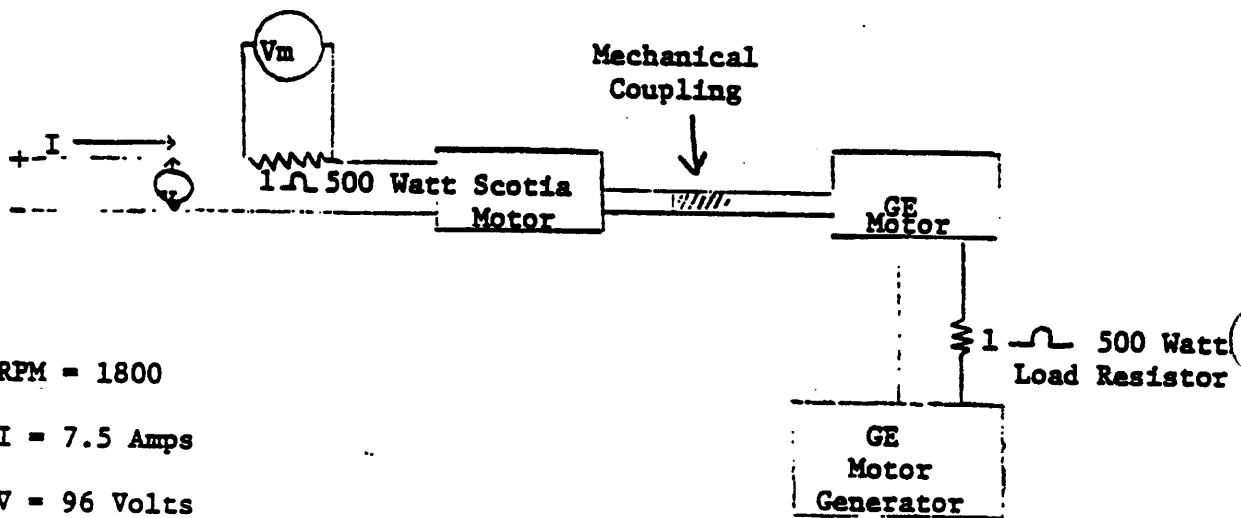 Vm
Mechanical
Coupling
I
+
-
V
1 Ω 500 Watt Scotia
Motor
GE
Motor
1 Ω 500 Watt
Load Resistor
RPM = 1800
I = 7.5 Amps
V = 96 Volts
GE
Motor
Generator